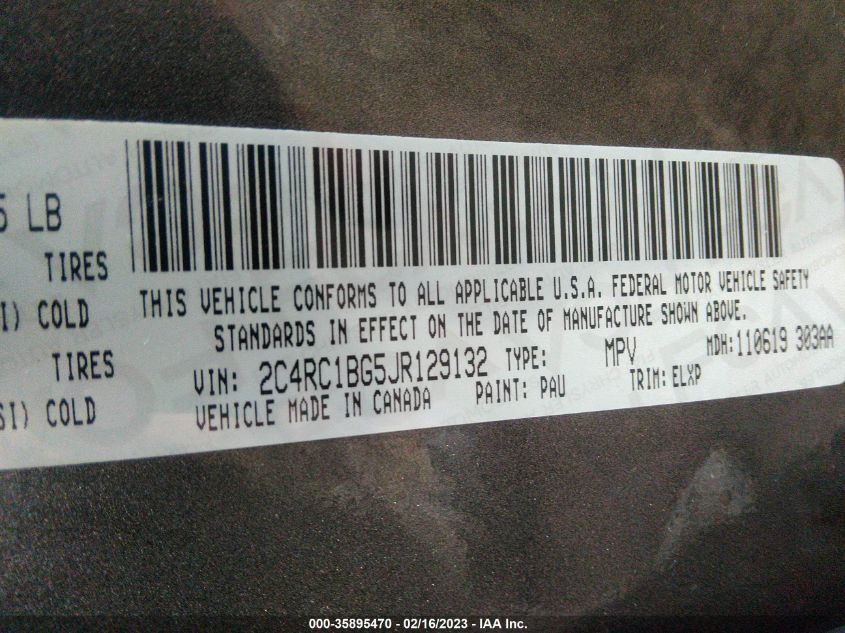 5 LB
TIRES
I) COLD
TIRES
SI) COLD
THIS VEHICLE CONFORMS TO ALL APPLICABLE U.S.A. FEDERAL MOTOR VEHICLE SAFETY
STANDARDS IN EFFECT ON THE DATE OF MANUFACTURE SHOWN ABOVE.
VIN: 2C4RC1BG5JR129132 TYPE: MPV MDH:110619 303AA
VEHICLE MADE IN CANADA PAINT: PAU TRIM: ELXP
000-35895470 - 02/16/2023 - IAA Inc.